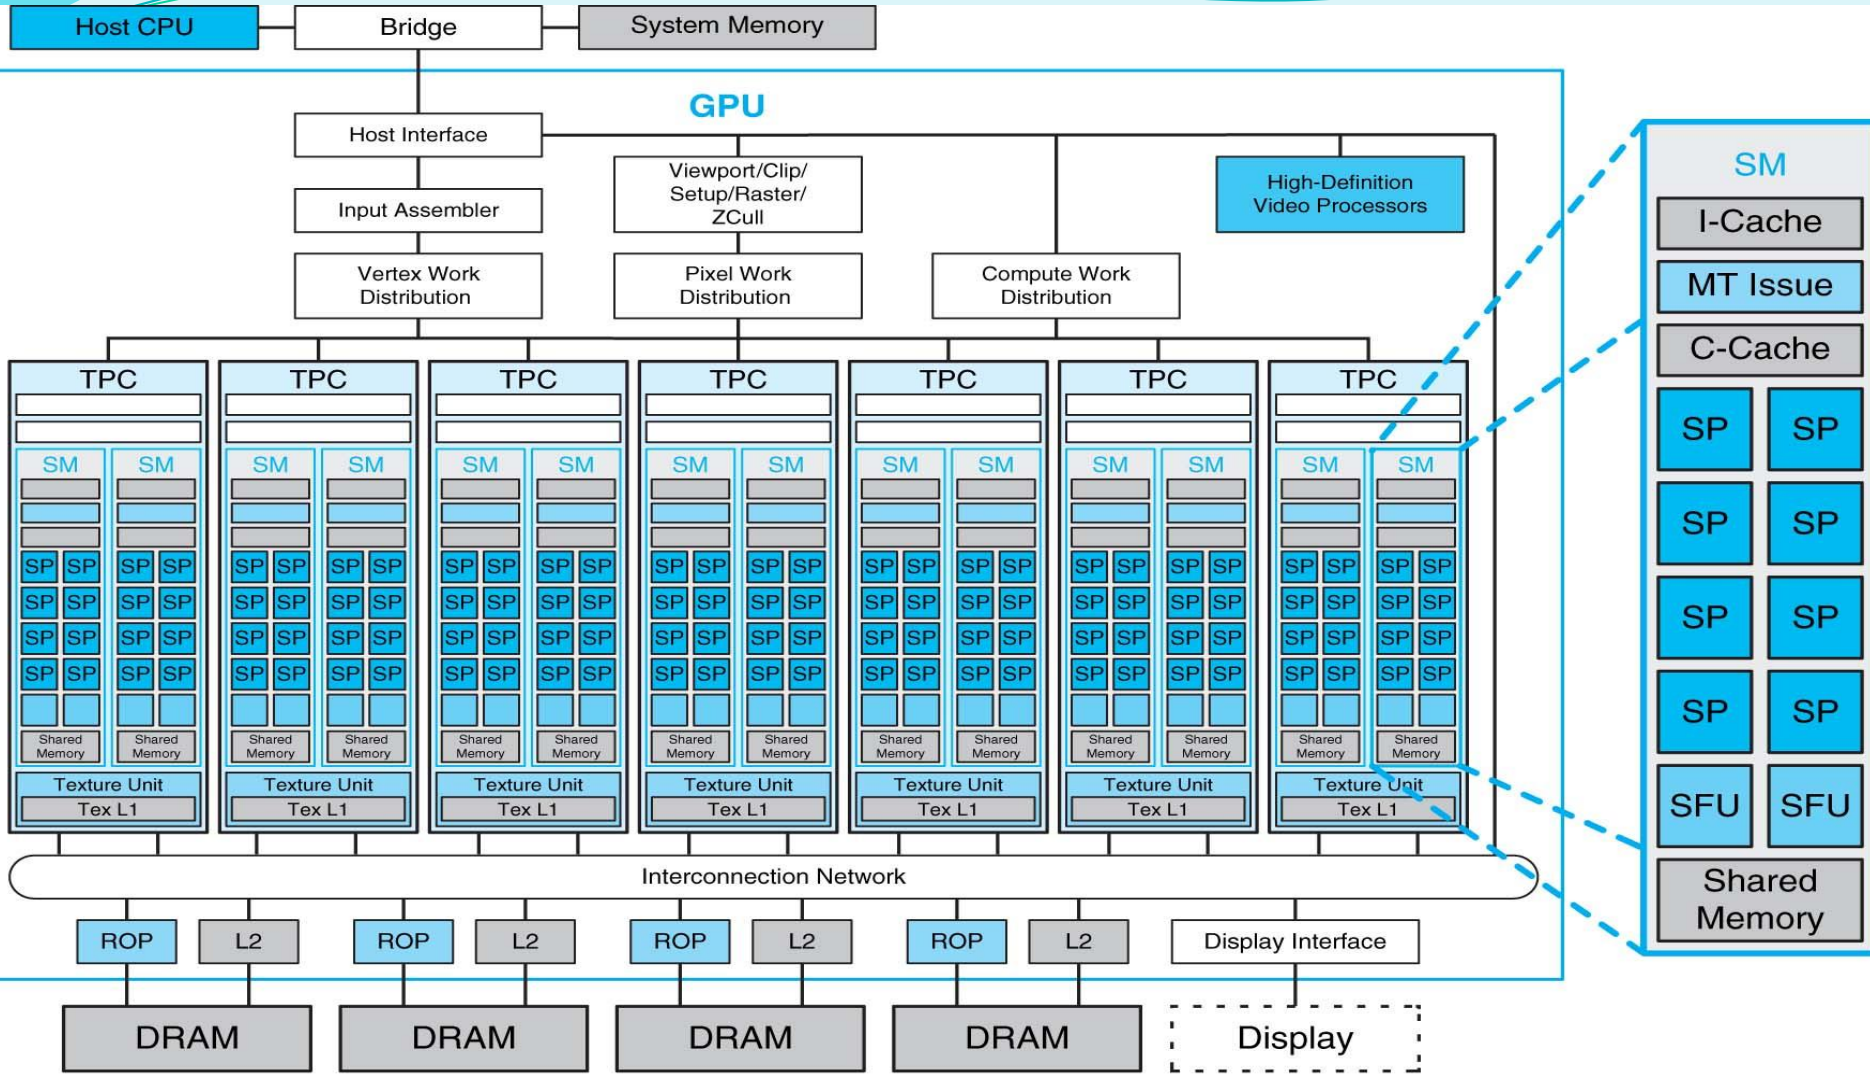 Host CPU
Bridge
System Memory
GPU
Host Interface
Viewport/Clip/
Setup/Raster/
ZCull
High-Definition
Video Processors
Input Assembler
Vertex Work
Distribution
Pixel Work
Distribution
Compute Work
Distribution
TPC TPC TPC TPC TPC TPC TPC
SM SM SM SM SM SM SM SM SM SM SM SM SM SM
SP SP SP SP SP SP SP SP SP SP SP SP SP SP SP SP SP SP SP SP SP SP SP SP SP SP SP SP
SP SP SP SP SP SP SP SP SP SP SP SP SP SP SP SP SP SP SP SP SP SP SP SP SP SP SP SP
SP SP SP SP SP SP SP SP SP SP SP SP SP SP SP SP SP SP SP SP SP SP SP SP SP SP SP SP
SP SP SP SP SP SP SP SP SP SP SP SP SP SP SP SP SP SP SP SP SP SP SP SP SP SP SP SP
Shared Shared Shared Shared Shared Shared Shared Shared Shared Shared Shared Shared Shared Shared
Memory Memory Memory Memory Memory Memory Memory Memory Memory Memory Memory Memory Memory Memory
Texture Unit Texture Unit Texture Unit Texture Unit Texture Unit Texture Unit Texture Unit
Tex L1 Tex L1 Tex L1 Tex L1 Tex L1 Tex L1 Tex L1
Interconnection Network
ROP L2 ROP L2 ROP L2 ROP L2 Display Interface
DRAM DRAM DRAM DRAM Display
SM
I-Cache
MT Issue
C-Cache
SP SP
SP SP
SP SP
SP SP
SFU SFU
Shared
Memory